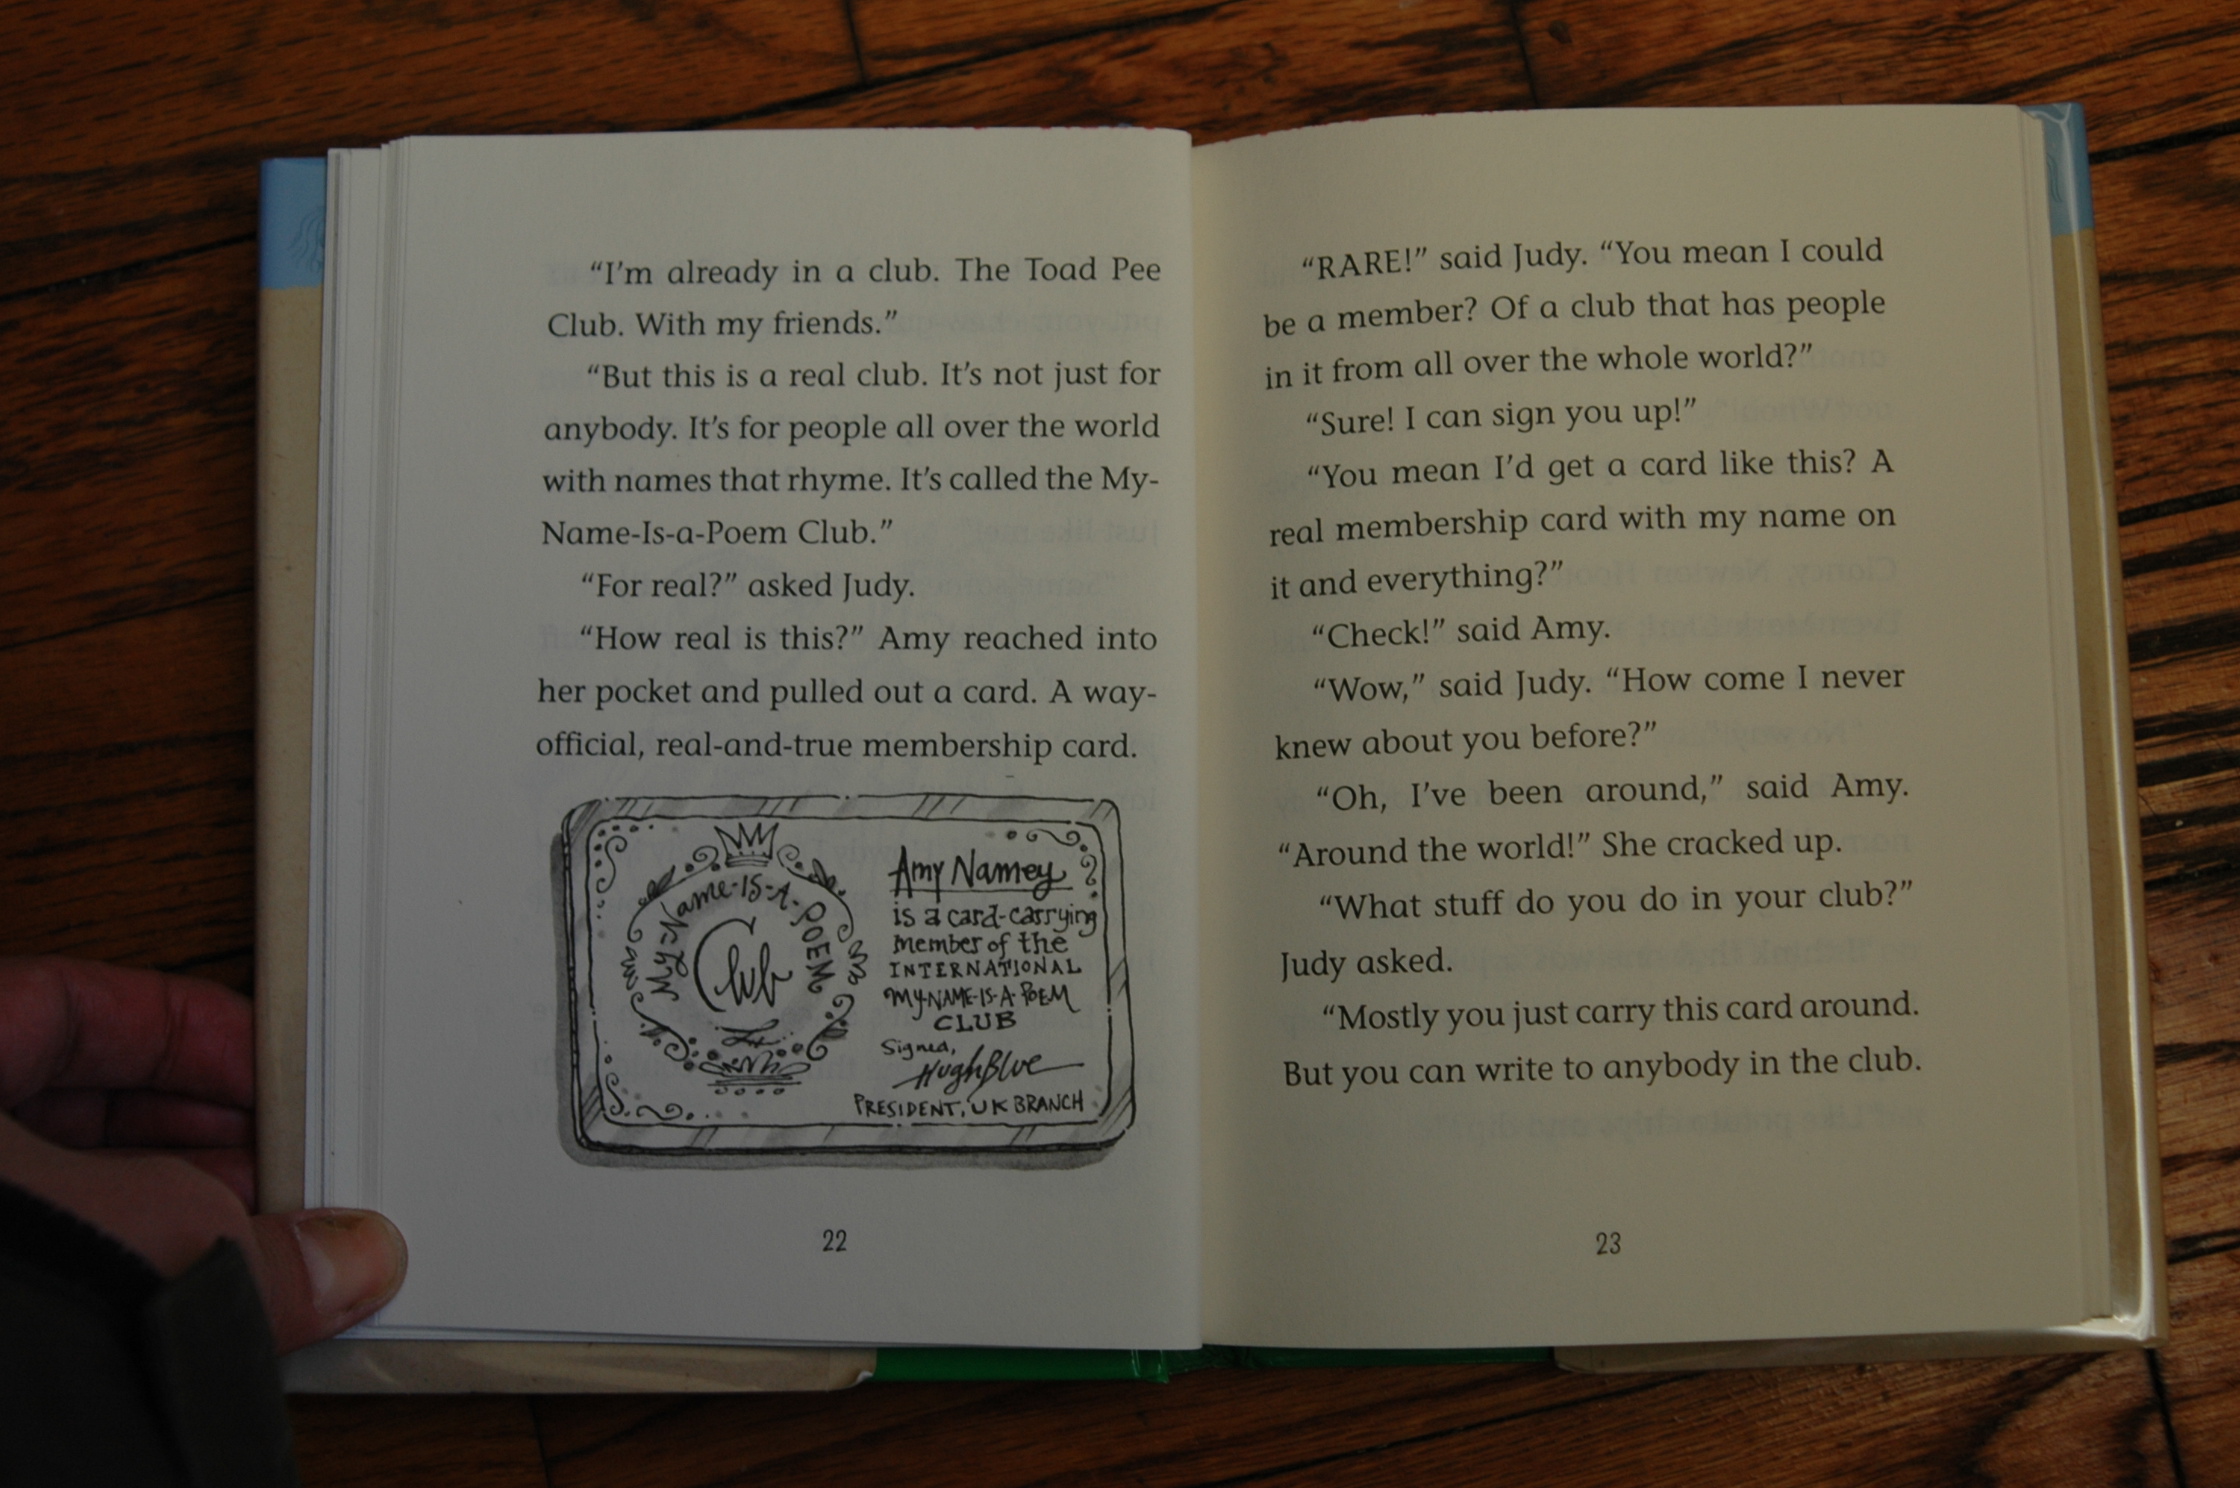 “I’m already in a club. The Toad Pee
Club. With my friends.”
“But this is a real club. It’s not just for
anybody. It’s for people all over the world
with names that rhyme. It’s called the My-
Name-Is-a-Poem Club.”
“For real?” asked Judy.
“How real is this?” Amy reached into
her pocket and pulled out a card. A way-
official, real-and-true membership card.
My-Name-IS-A-POEM
Club
Amy Namey
is a card-carrying
member of the
INTERNATIONAL
MY-NAME-IS-A-POEM
CLUB
Signed,
Hugh Blue
PRESIDENT, UK BRANCH
22
“RARE!” said Judy. “You mean I could
be a member? Of a club that has people
in it from all over the whole world?”
“Sure! I can sign you up!”
“You mean I’d get a card like this? A
real membership card with my name on
it and everything?”
“Check!” said Amy.
“Wow,” said Judy. “How come I never
knew about you before?”
“Oh, I’ve been around,” said Amy.
“Around the world!” She cracked up.
“What stuff do you do in your club?”
Judy asked.
“Mostly you just carry this card around.
But you can write to anybody in the club.
23